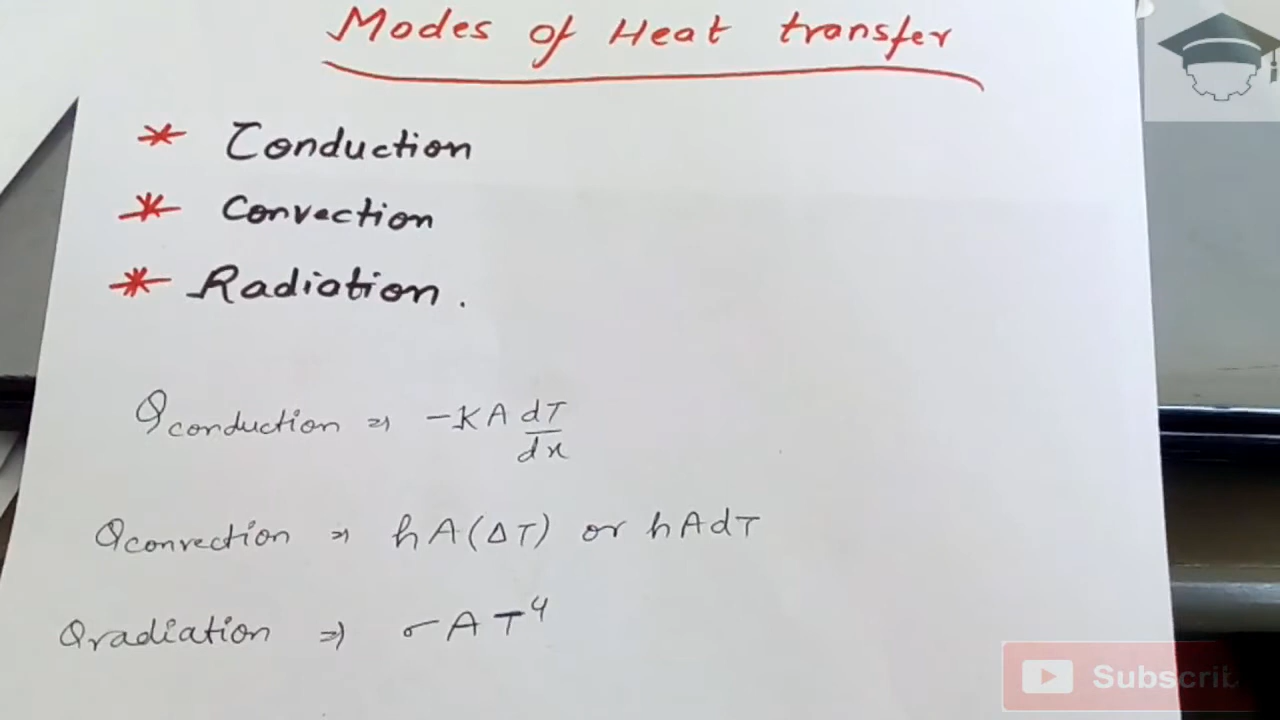 Modes of Heat transfer
* Conduction
* Convection
* Radiation.
Qconduction ⇒ -KA dT/dx
Qconvection ⇒ hA(ΔT) or hAdT
Qradiation ⇒ σAT⁴
Subscrib